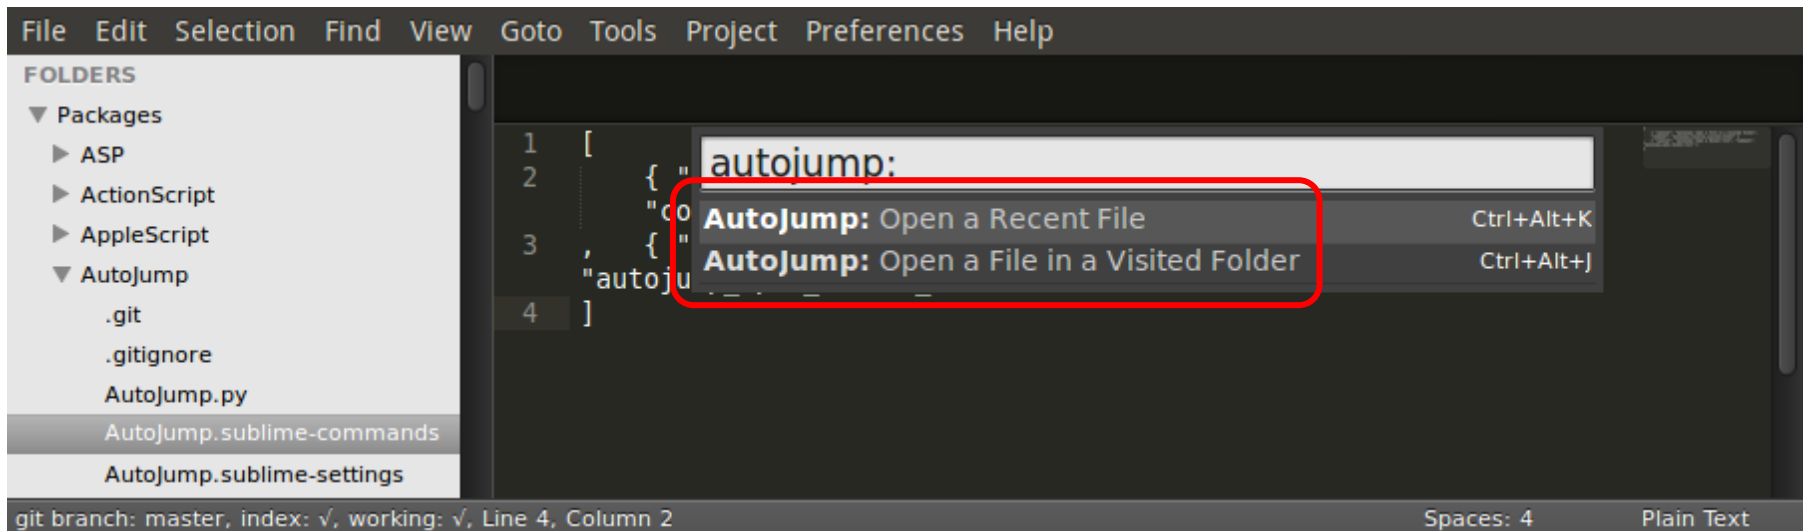 File Edit Selection Find View Goto Tools Project Preferences Help
FOLDERS
Packages
ASP
ActionScript
AppleScript
AutoJump
.git
.gitignore
AutoJump.py
AutoJump.sublime-commands
AutoJump.sublime-settings
1 [
2 { "
"co
3 , { "
"autoju
4 ]
autojump:
AutoJump: Open a Recent File Ctrl+Alt+K
AutoJump: Open a File in a Visited Folder Ctrl+Alt+J
git branch: master, index: √, working: √, Line 4, Column 2 Spaces: 4 Plain Text